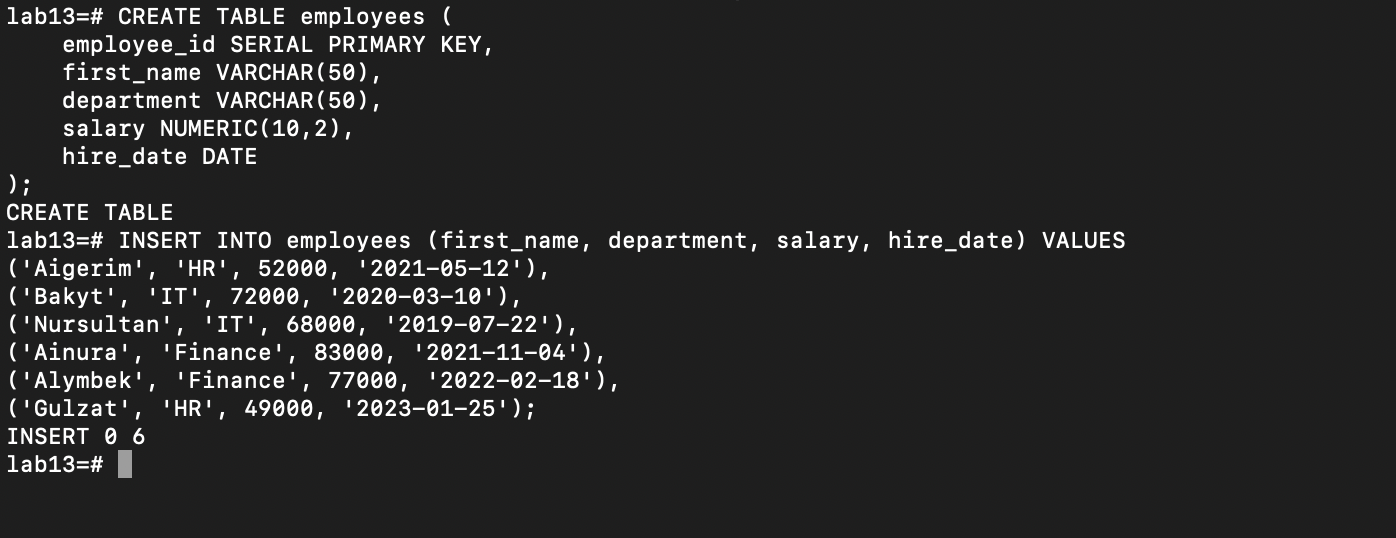 lab13=# CREATE TABLE employees (
    employee_id SERIAL PRIMARY KEY,
    first_name VARCHAR(50),
    department VARCHAR(50),
    salary NUMERIC(10,2),
    hire_date DATE
);
CREATE TABLE
lab13=# INSERT INTO employees (first_name, department, salary, hire_date) VALUES
('Aigerim', 'HR', 52000, '2021-05-12'),
('Bakyt', 'IT', 72000, '2020-03-10'),
('Nursultan', 'IT', 68000, '2019-07-22'),
('Ainura', 'Finance', 83000, '2021-11-04'),
('Alymbek', 'Finance', 77000, '2022-02-18'),
('Gulzat', 'HR', 49000, '2023-01-25');
INSERT 0 6
lab13=#